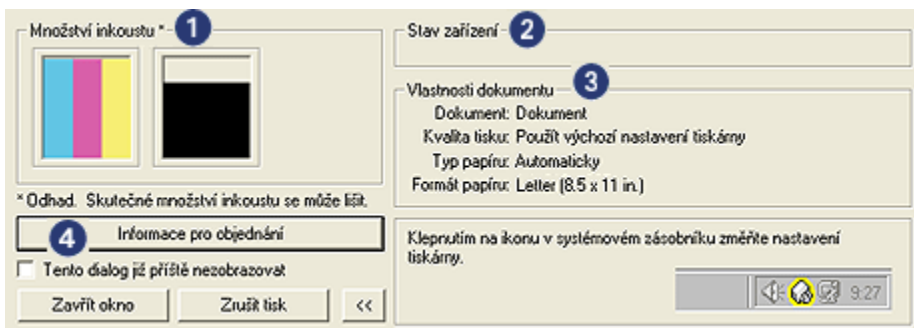 Množství inkoustu *
1
* Odhad. Skutečné množství inkoustu se může lišit.
4
Informace pro objednání
Tento dialog již příště nezobrazovat
Zavřít okno
Zrušit tisk
<<
Stav zařízení
2
Vlastnosti dokumentu
3
Dokument: Dokument
Kvalita tisku: Použít výchozí nastavení tiskárny
Typ papíru: Automaticky
Formát papíru: Letter (8.5 x 11 in.)
Klepnutím na ikonu v systémovém zásobníku změňte nastavení
tiskárny.
9:27